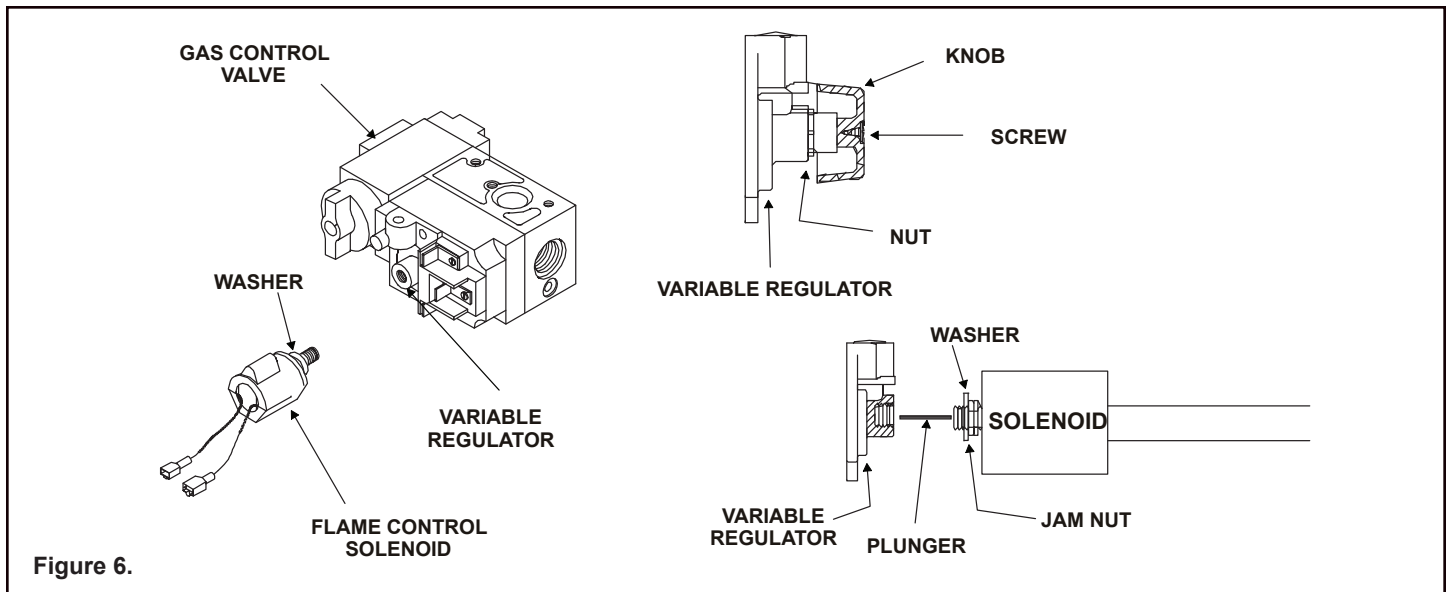 GAS CONTROL
VALVE
WASHER
VARIABLE
REGULATOR
FLAME CONTROL
SOLENOID
KNOB
SCREW
NUT
VARIABLE REGULATOR
WASHER
SOLENOID
JAM NUT
VARIABLE
REGULATOR
PLUNGER
Figure 6.